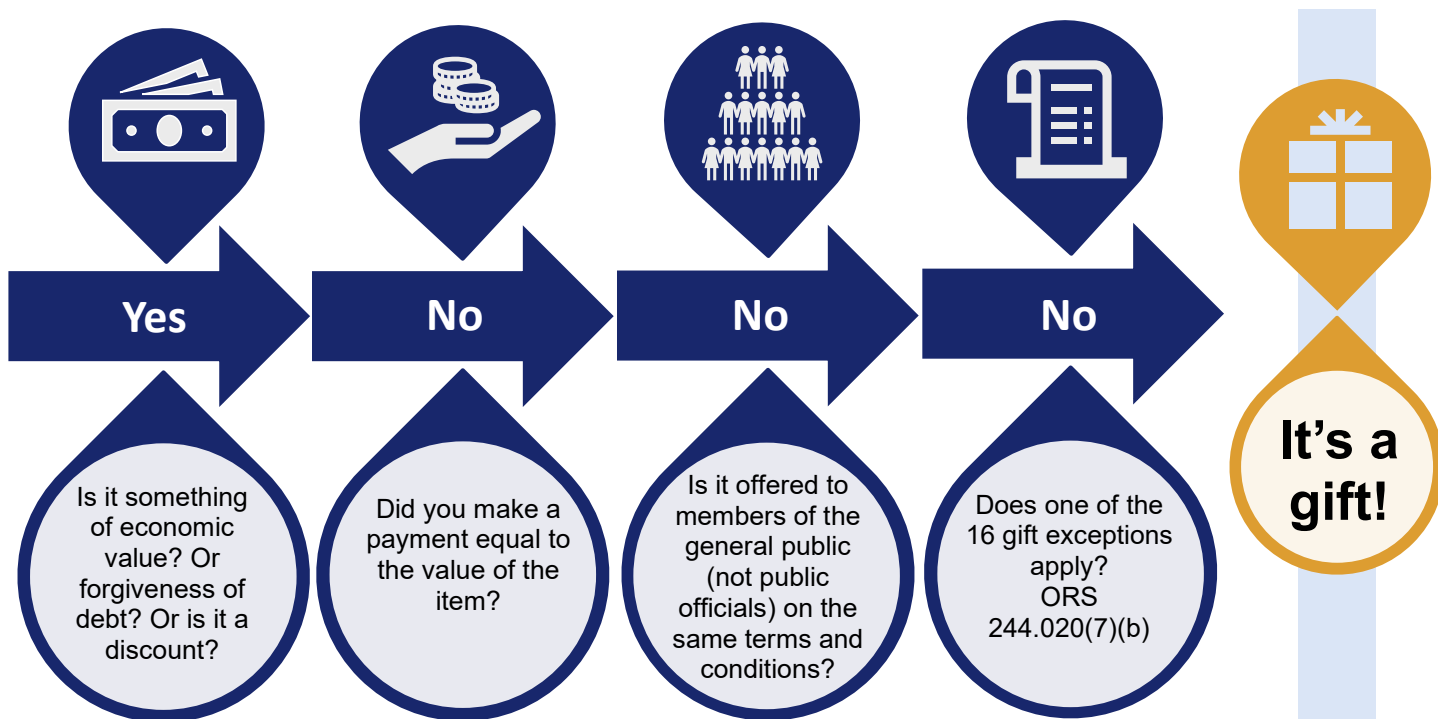 Yes
No
No
No
Is it something
of economic
value? Or
forgiveness of
debt? Or is it a
discount?
Did you make a
payment equal to
the value of the
item?
Is it offered to
members of the
general public
(not public
officials) on the
same terms and
conditions?
Does one of the
16 gift exceptions
apply?
ORS
244.020(7)(b)
It’s a
gift!